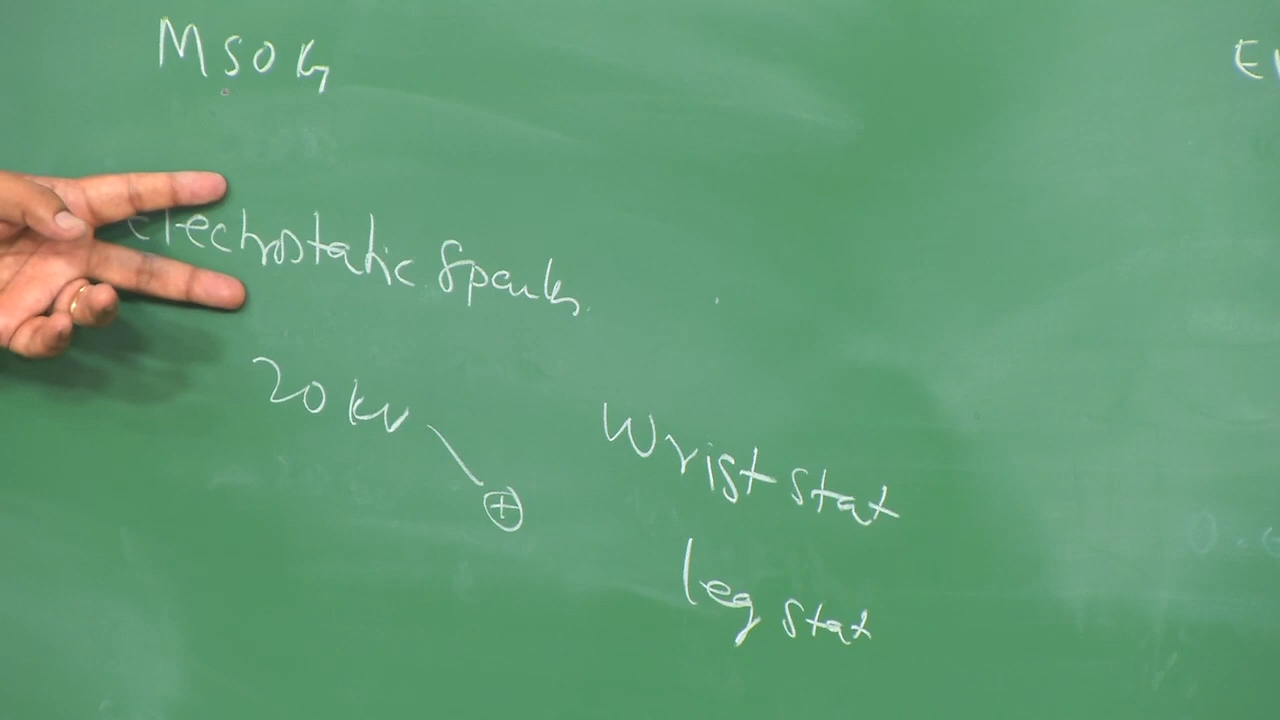 MSOG
electrostatic Sparks.
20 kV
+
Wrist stat
leg stat